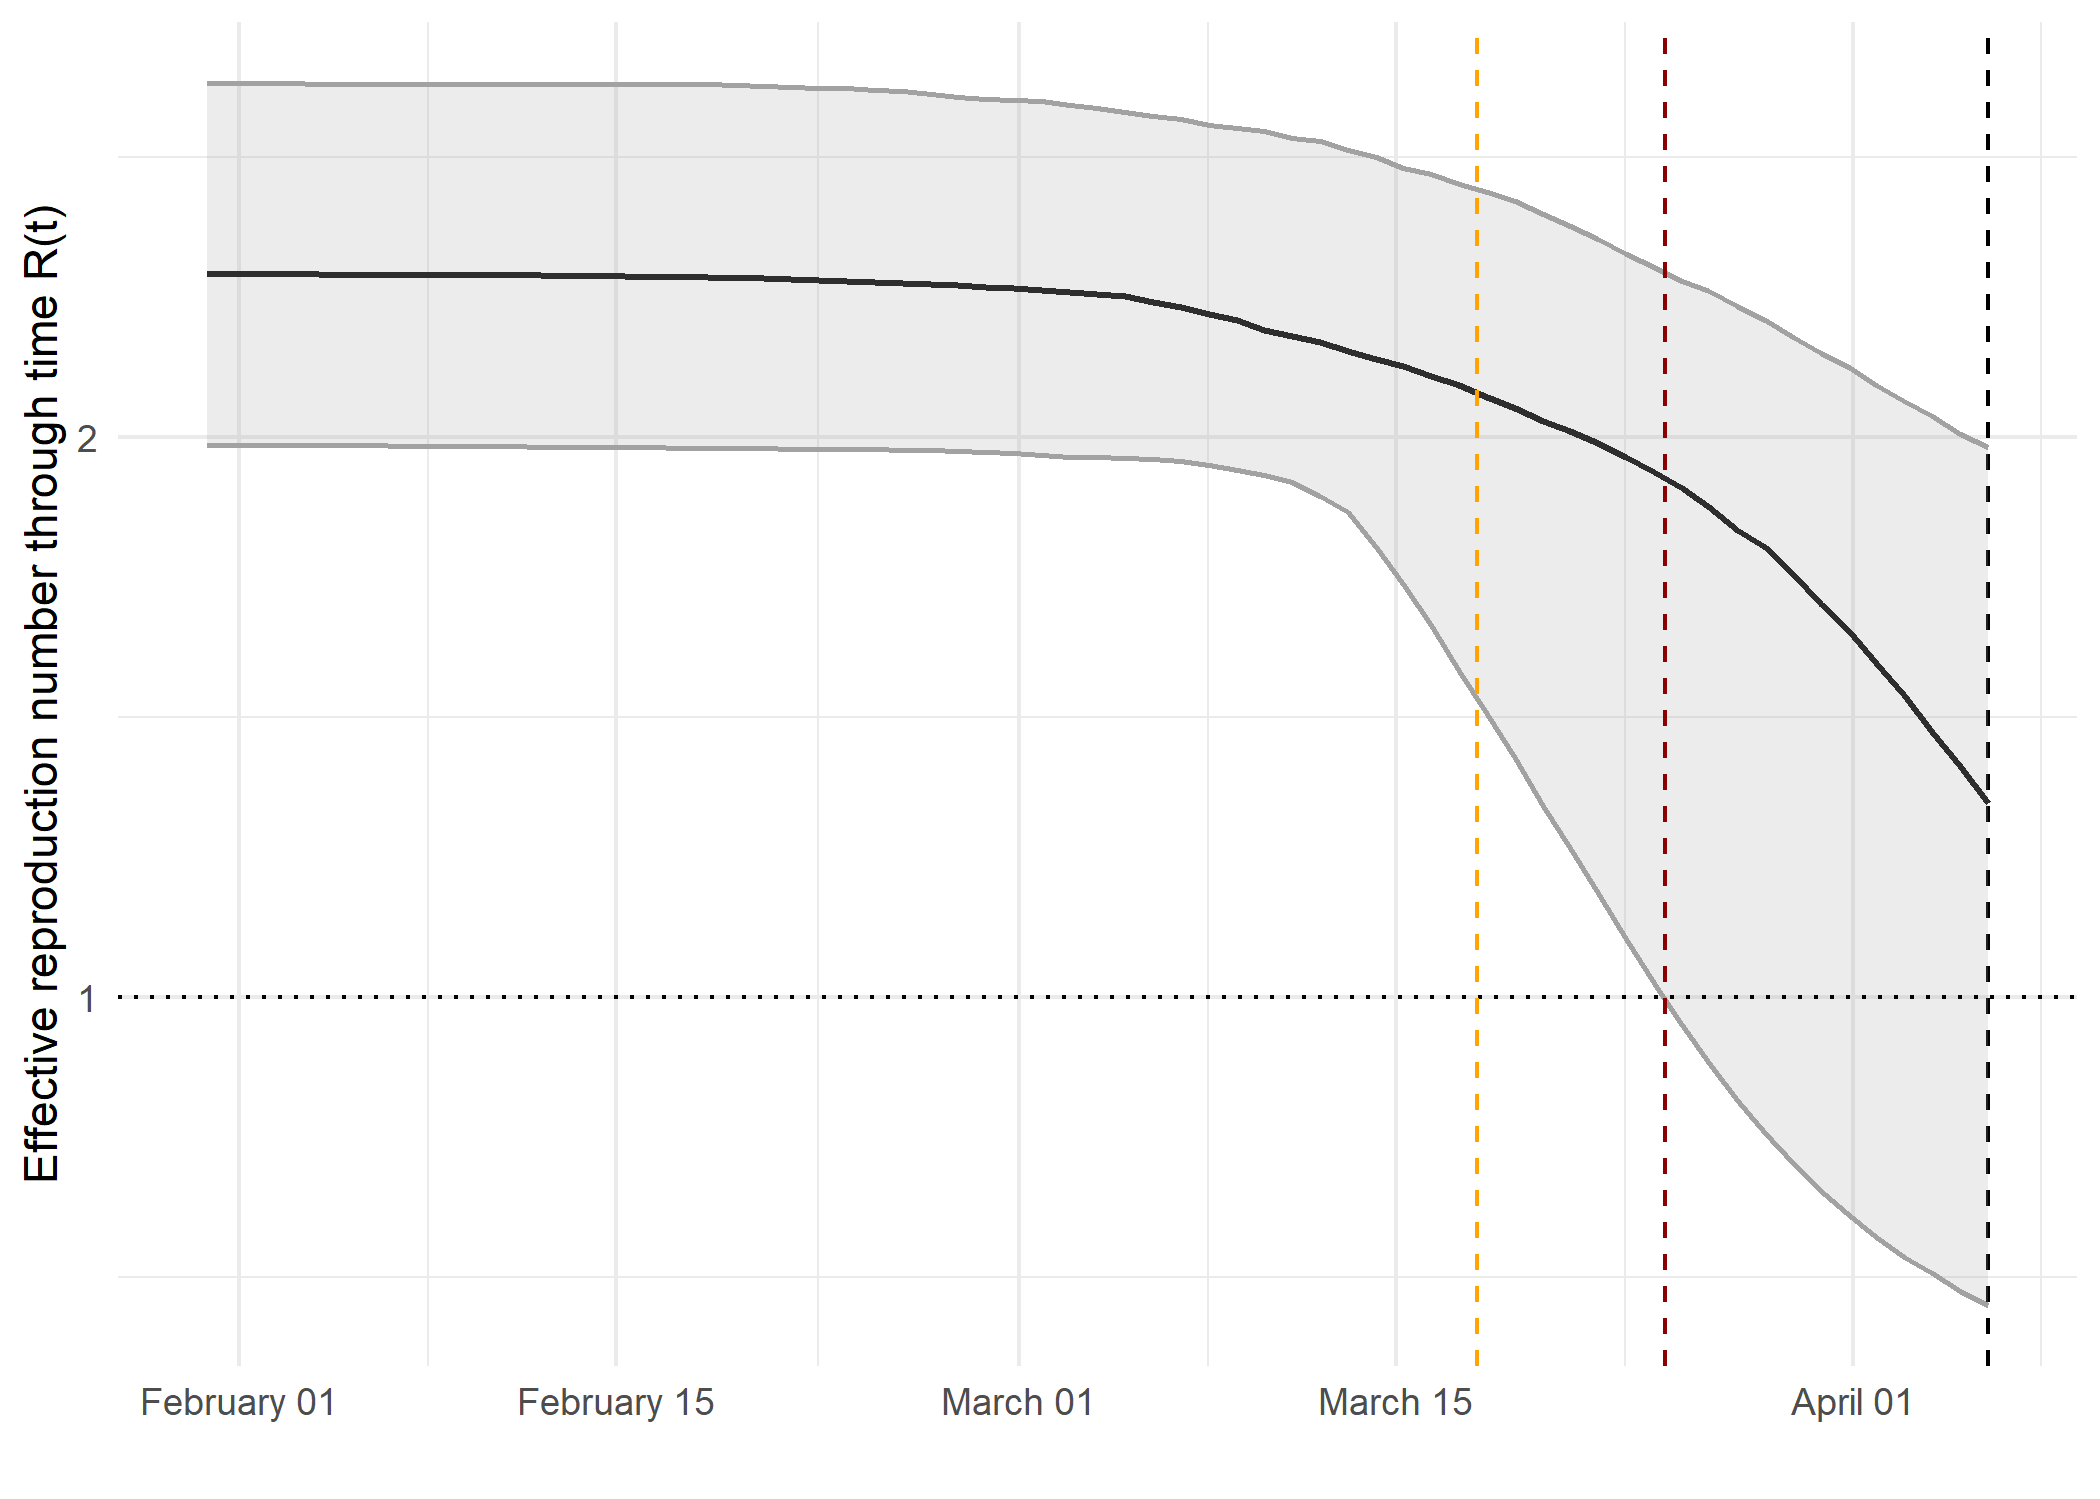 Effective reproduction number through time R(t)
2
1
February 01
February 15
March 01
March 15
April 01